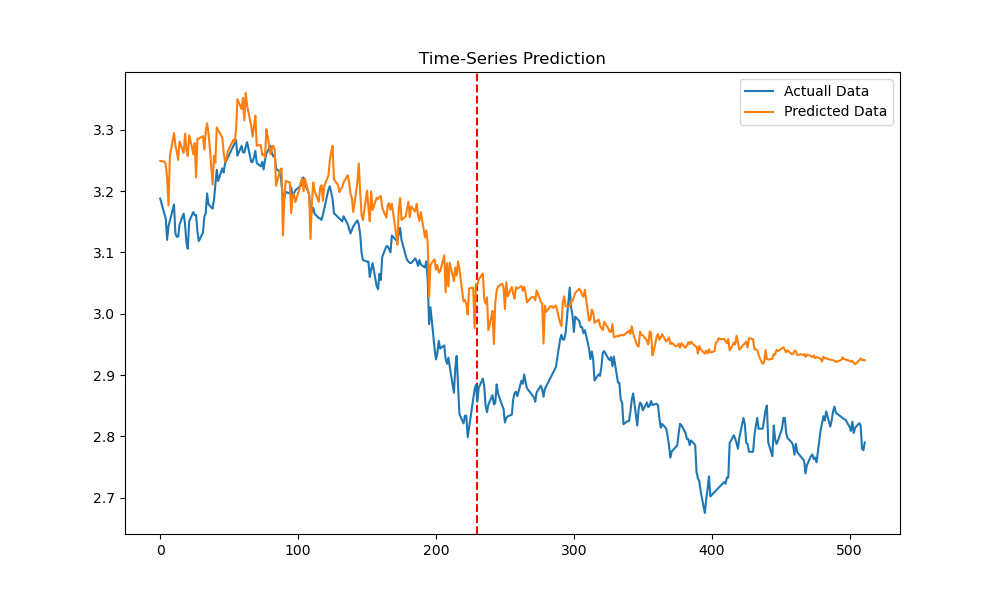 Time-Series Prediction
Actuall Data
Predicted Data
3.3
3.2
3.1
3.0
2.9
2.8
2.7
0 100 200 300 400 500